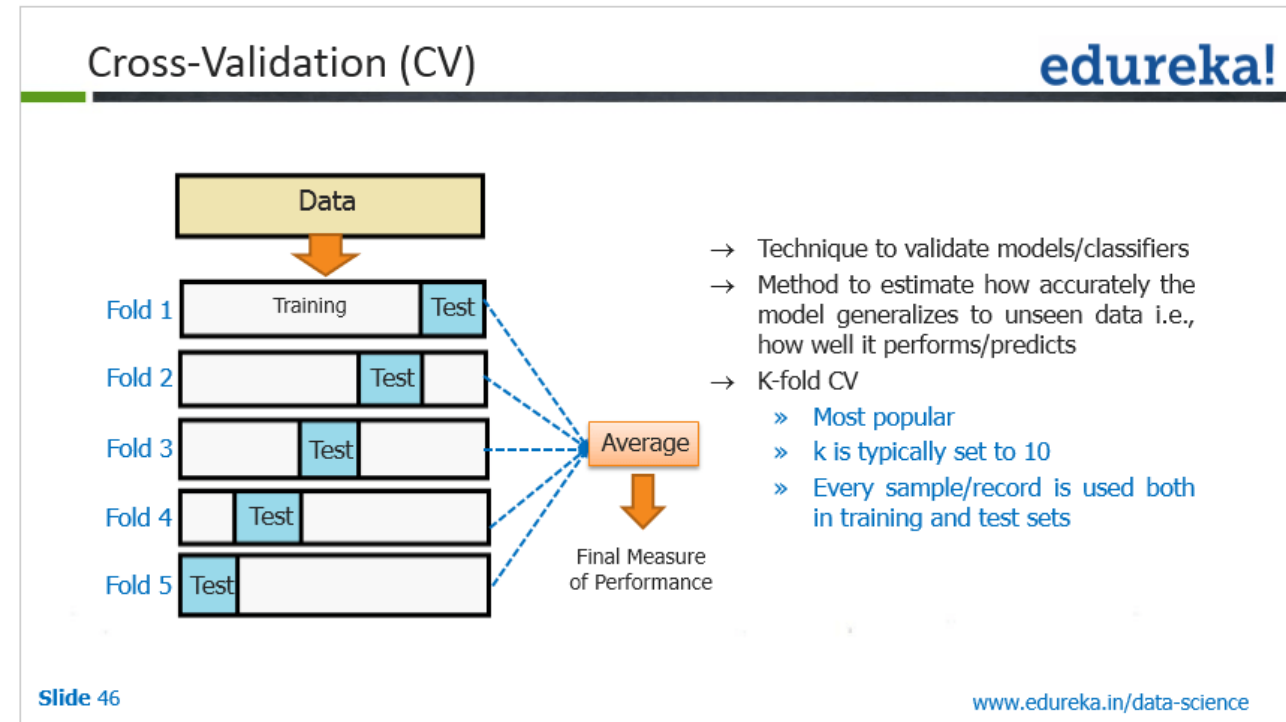 Cross-Validation (CV)
edureka!
Data
Fold 1
Training
Test
Fold 2
Test
Fold 3
Test
Fold 4
Test
Fold 5
Test
Average
Final Measure
of Performance
→ Technique to validate models/classifiers
→ Method to estimate how accurately the
model generalizes to unseen data i.e.,
how well it performs/predicts
→ K-fold CV
» Most popular
» k is typically set to 10
» Every sample/record is used both
in training and test sets
Slide 46
www.edureka.in/data-science